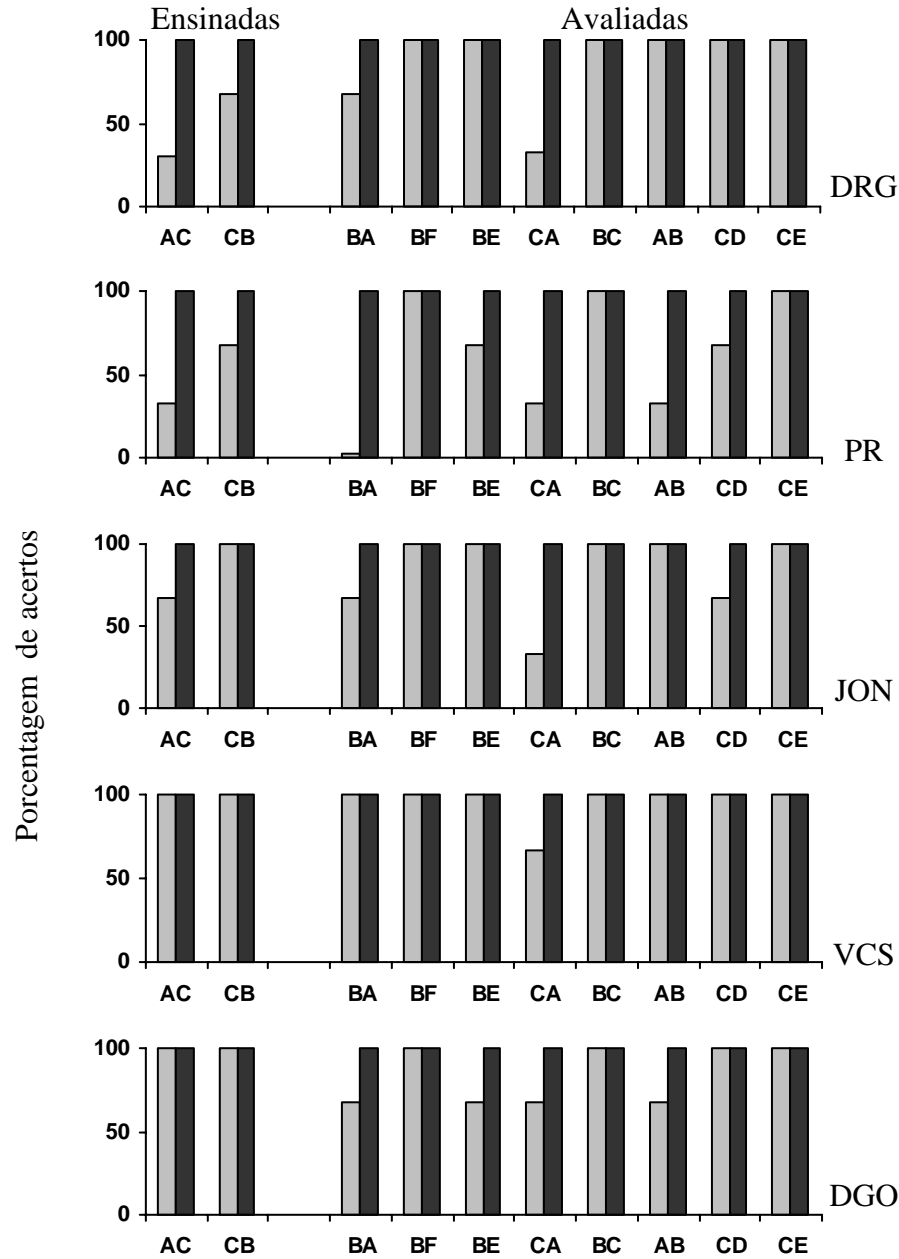 Ensinadas Avaliadas
100
50
0
DRG
AC CB BA BF BE CA BC AB CD CE
100
50
0
PR
AC CB BA BF BE CA BC AB CD CE
Porcentagem de acertos
100
50
0
JON
AC CB BA BF BE CA BC AB CD CE
100
50
0
VCS
AC CB BA BF BE CA BC AB CD CE
100
50
0
DGO
AC CB BA BF BE CA BC AB CD CE